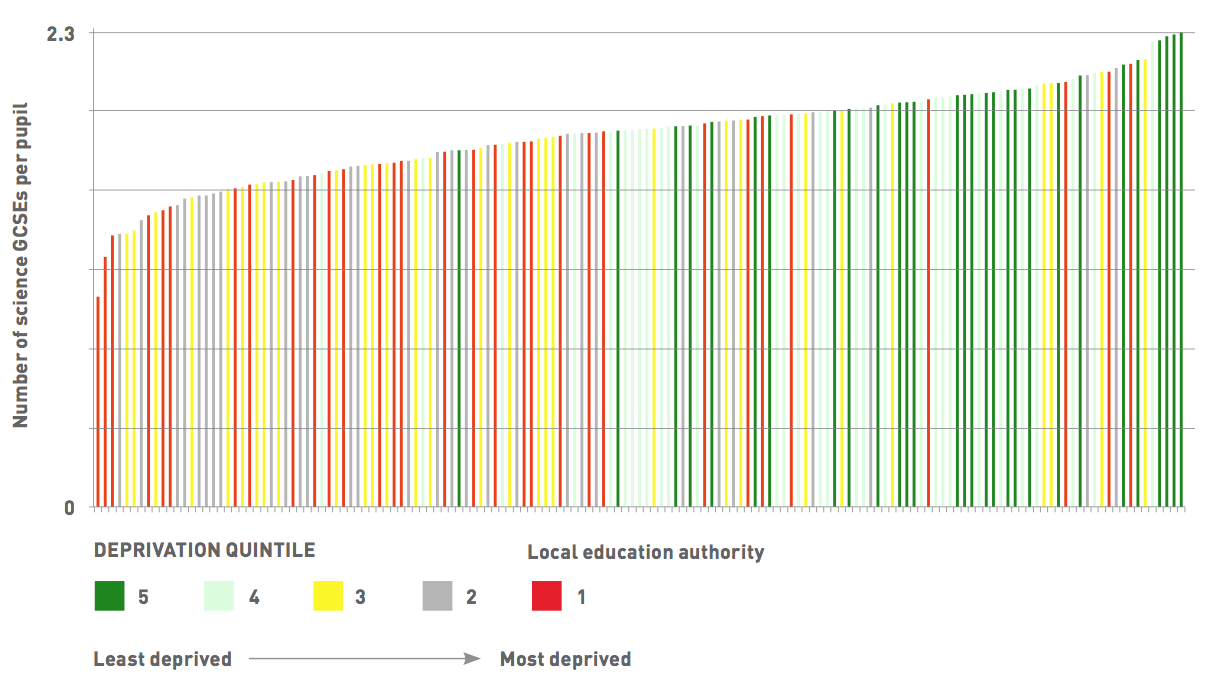 2.3
Number of science GCSEs per pupil
0
DEPRIVATION QUINTILE
Local education authority
5
4
3
2
1
Least deprived
Most deprived